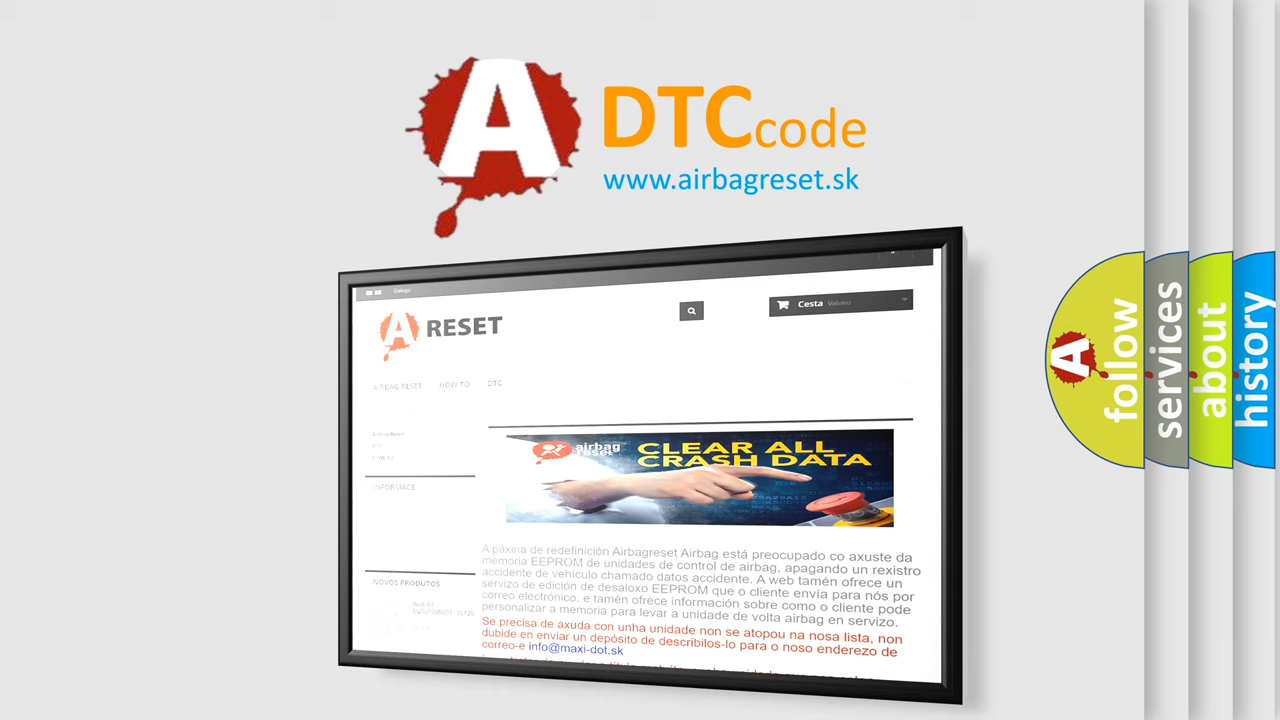 A
DTCcode
www.airbagreset.sk
Galego
A RESET
Cesta Valeiro
AIRBAG RESET HOW TO DTC
INFORMACE
NOVOS PRODUTOS
airbag
reset
CLEAR ALL
CRASH DATA
A páxina de redefinición Airbagreset Airbag está preocupado co axuste da
memoria EEPROM de unidades de control de airbag, apagando un rexistro
accidente de vehículo chamado datos accidente. A web tamén ofrece un
servizo de edición de desaloxo EEPROM que o cliente envía para nós por
correo electrónico, e tamén ofrece información sobre como o cliente pode
personalizar a memoria para levar a unidade de volta airbag en servizo.
Se precisa de axuda con unha unidade non se atopou na nosa lista, non
dubide en enviar un depósito de describilos-lo para o noso enderezo de
correo-e info@maxi-dot.sk
A
follow
services
about
history